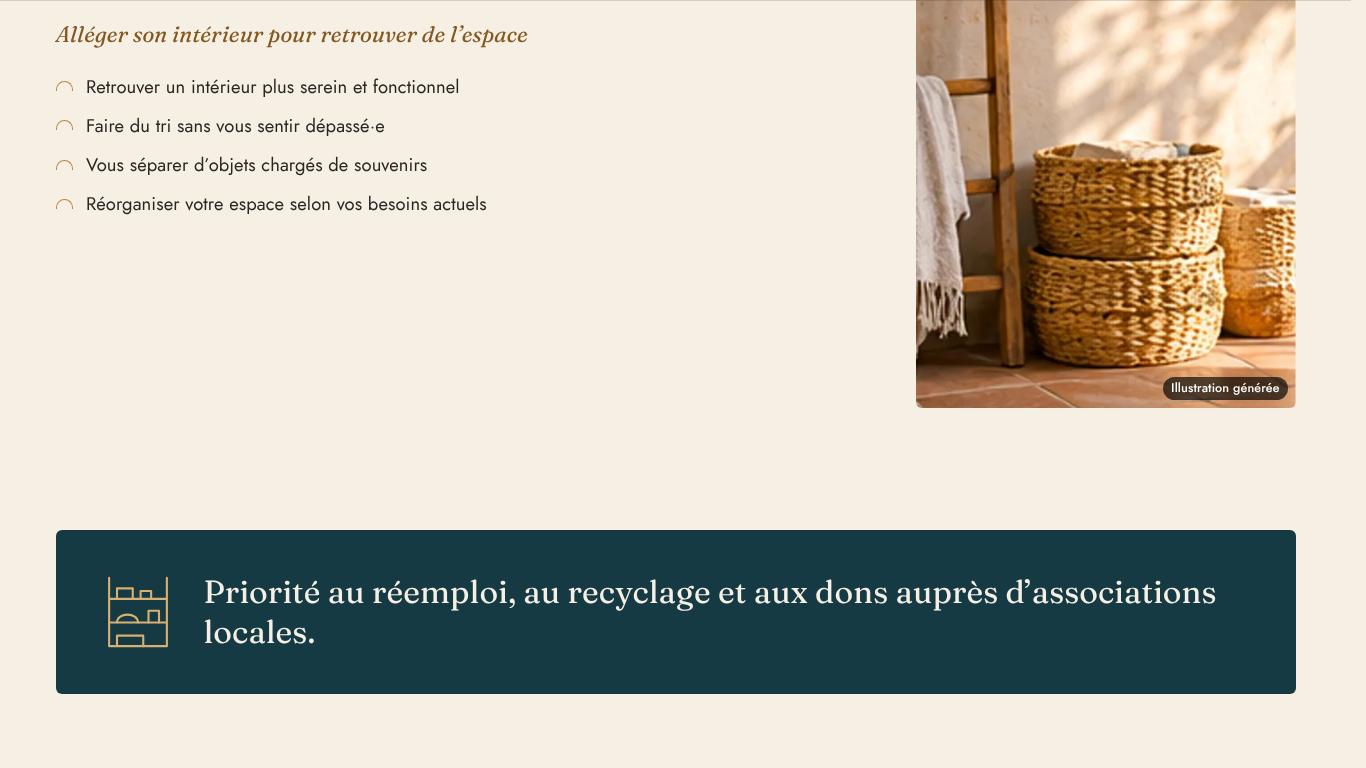 Alléger son intérieur pour retrouver de l’espace
Retrouver un intérieur plus serein et fonctionnel
Faire du tri sans vous sentir dépassé·e
Vous séparer d’objets chargés de souvenirs
Réorganiser votre espace selon vos besoins actuels
Illustration générée
Priorité au réemploi, au recyclage et aux dons auprès d’associations
locales.